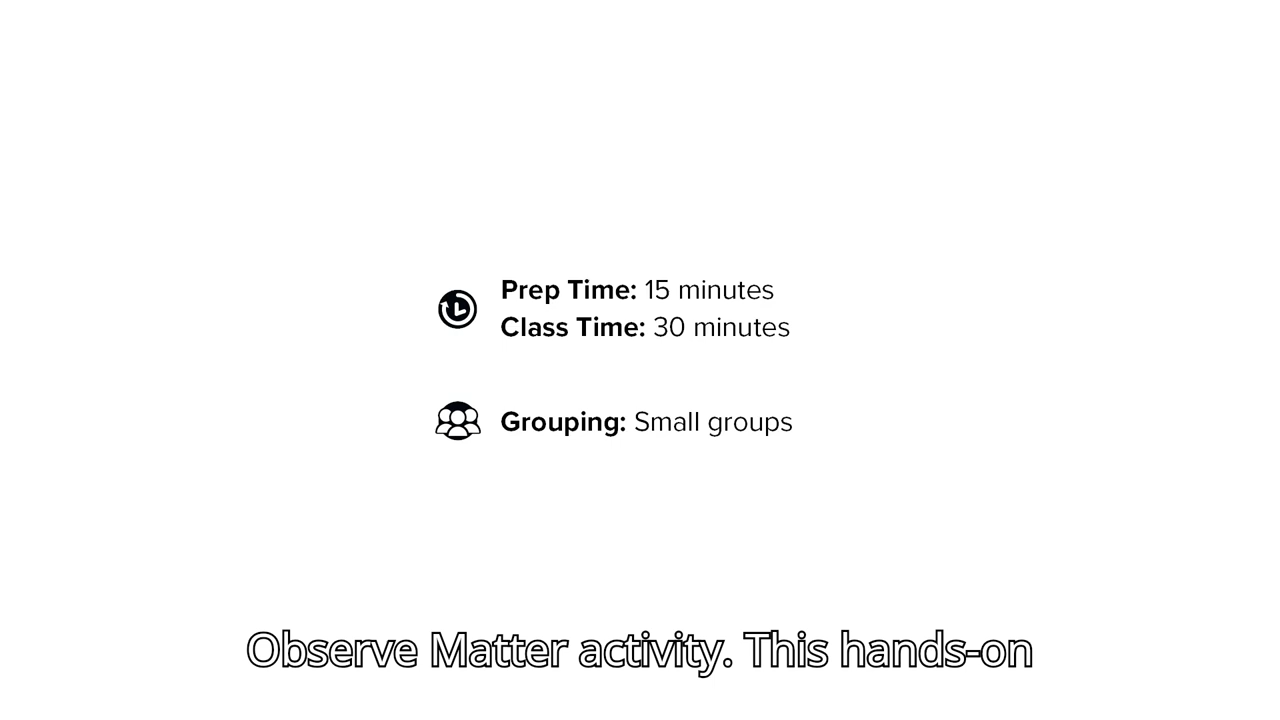 Prep Time: 15 minutes
Class Time: 30 minutes
Grouping: Small groups
Observe Matter activity. This hands-on